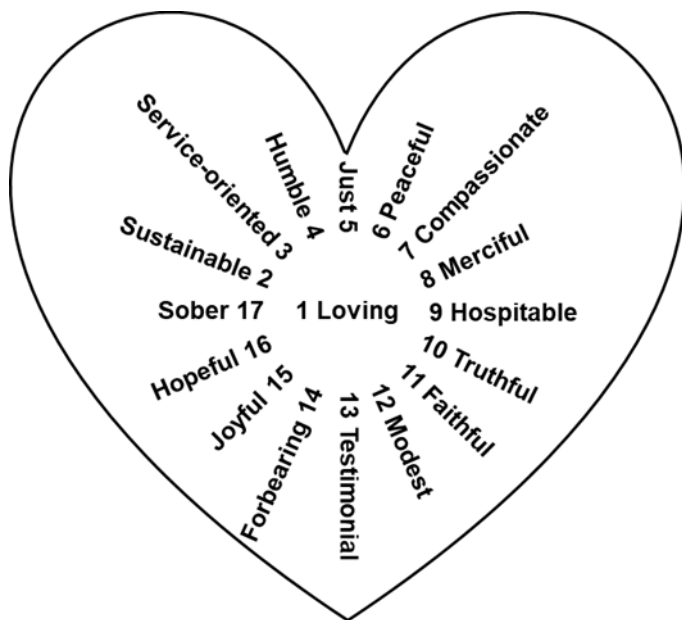 1 Loving
Sustainable 2
Service-oriented 3
Humble 4
Just 5
6 Peaceful
7 Compassionate
8 Merciful
9 Hospitable
10 Truthful
11 Faithful
12 Modest
13 Testimonial
Forbearing 14
Joyful 15
Hopeful 16
Sober 17